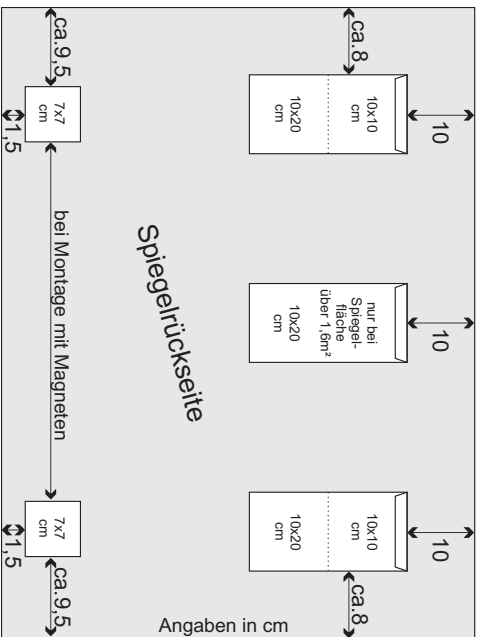 ca.9,5
ca.8
7x7
cm
1,5
10x10
cm
10x20
cm
10
bei Montage mit Magneten
Spiegelrückseite
nur bei
Spiegel-
fläche
über 1,6m²
10x20
cm
10
7x7
cm
1,5
ca.9,5
10x10
cm
10x20
cm
10
ca.8
Angaben in cm